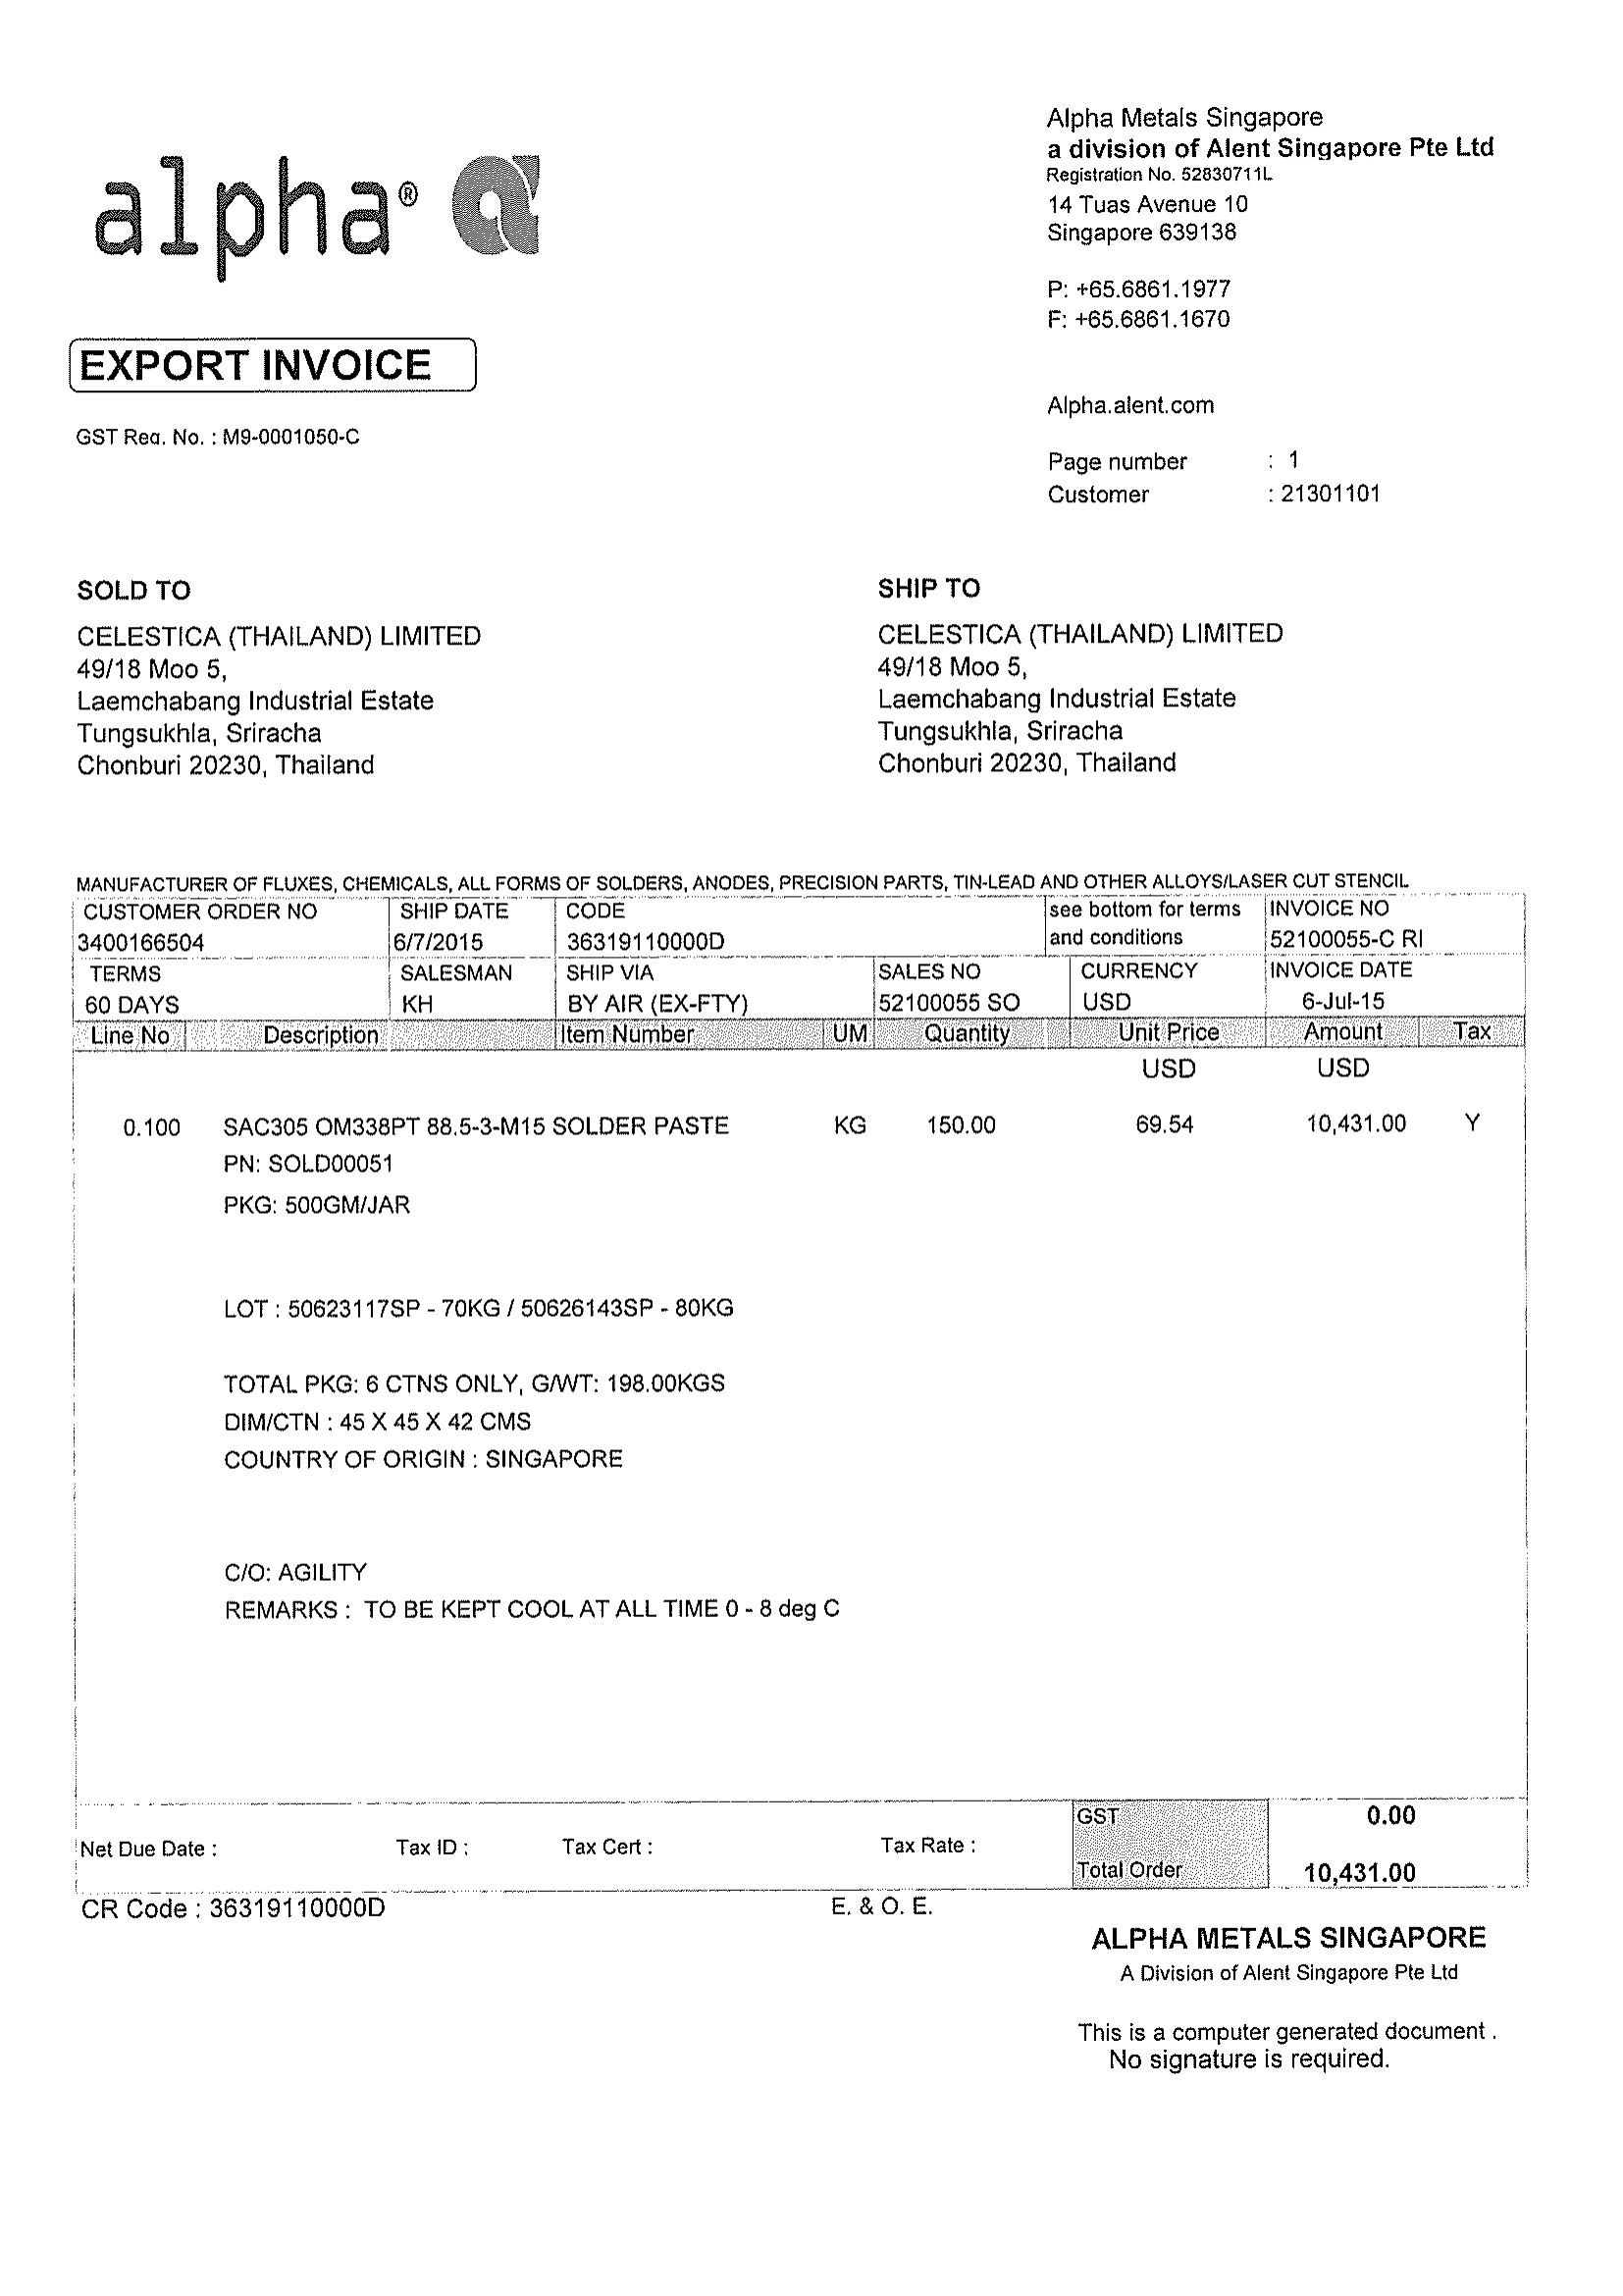 alpha®
Alpha Metals Singapore
a division of Alent Singapore Pte Ltd
Registration No. 52830711L
14 Tuas Avenue 10
Singapore 639138
P: +65.6861.1977
F: +65.6861.1670
EXPORT INVOICE
Alpha.alent.com
GST Reg. No. : M9-0001050-C
Page number : 1
Customer : 21301101
SOLD TO
CELESTICA (THAILAND) LIMITED
49/18 Moo 5,
Laemchabang Industrial Estate
Tungsukhla, Sriracha
Chonburi 20230, Thailand
SHIP TO
CELESTICA (THAILAND) LIMITED
49/18 Moo 5,
Laemchabang Industrial Estate
Tungsukhla, Sriracha
Chonburi 20230, Thailand
MANUFACTURER OF FLUXES, CHEMICALS, ALL FORMS OF SOLDERS, ANODES, PRECISION PARTS, TIN-LEAD AND OTHER ALLOYS/LASER CUT STENCIL
CUSTOMER ORDER NO SHIP DATE CODE see bottom for terms INVOICE NO
3400166504 6/7/2015 36319110000D and conditions 52100055-C RI
TERMS SALESMAN SHIP VIA SALES NO CURRENCY INVOICE DATE
60 DAYS KH BY AIR (EX-FTY) 52100055 SO USD 6-Jul-15
Line No Description Item Number UM Quantity Unit Price Amount Tax
USD USD
0.100 SAC305 OM338PT 88.5-3-M15 SOLDER PASTE KG 150.00 69.54 10,431.00 Y
PN: SOLD00051
PKG: 500GM/JAR
LOT : 50623117SP - 70KG / 50626143SP - 80KG
TOTAL PKG: 6 CTNS ONLY, G/WT: 198.00KGS
DIM/CTN : 45 X 45 X 42 CMS
COUNTRY OF ORIGIN : SINGAPORE
C/O: AGILITY
REMARKS : TO BE KEPT COOL AT ALL TIME 0 - 8 deg C
GST 0.00
Net Due Date : Tax ID : Tax Cert : Tax Rate :
Total Order 10,431.00
CR Code : 36319110000D E. & O. E.
ALPHA METALS SINGAPORE
A Division of Alent Singapore Pte Ltd
This is a computer generated document .
No signature is required.